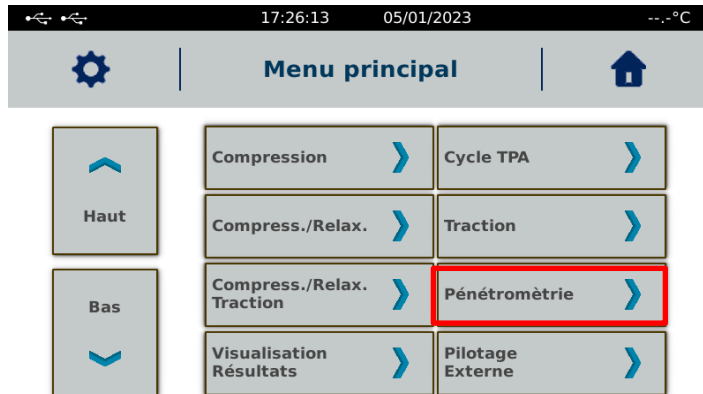 17:26:13 05/01/2023 --.-°C
Menu principal
Haut
Bas
Compression
Cycle TPA
Compress./Relax.
Traction
Compress./Relax.
Traction
Pénétromètrie
Visualisation
Résultats
Pilotage
Externe